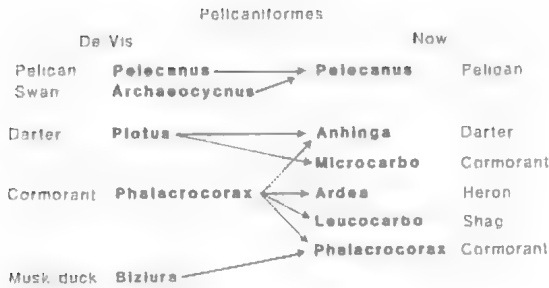 Pelicaniformes
De Vis Now
Pelican Pelecanus Pelecanus Pelican
Swan Archaeocycnus
Darter Plotus Anhinga Darter
Microcarbo Cormorant
Cormorant Phalacrocorax Ardea Heron
Leucocarbo Shag
Phalacrocorax Cormorant
Musk duck Biziura